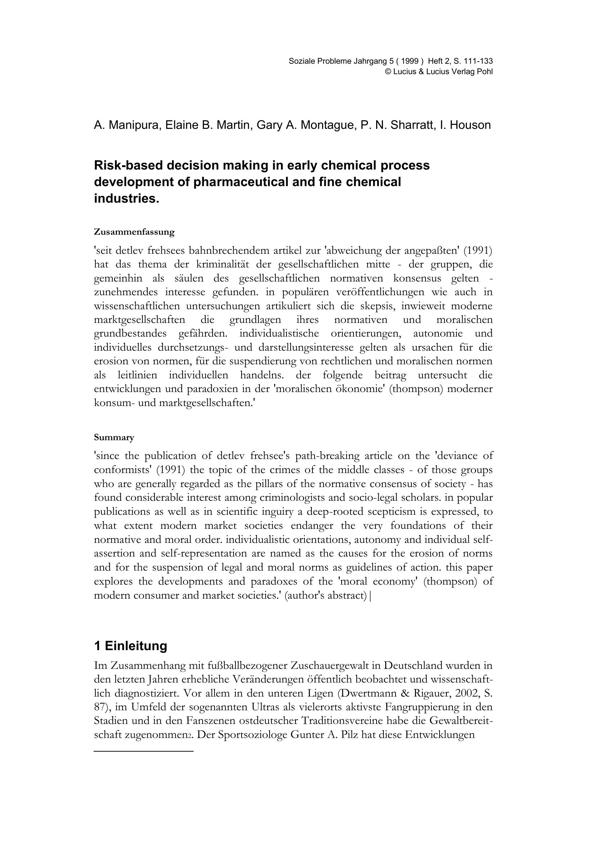 Soziale Probleme Jahrgang 5 ( 1999 ) Heft 2, S. 111-133
© Lucius & Lucius Verlag Pohl
A. Manipura, Elaine B. Martin, Gary A. Montague, P. N. Sharratt, I. Houson
Risk-based decision making in early chemical process
development of pharmaceutical and fine chemical
industries.
Zusammenfassung
'seit detlev frehsees bahnbrechendem artikel zur 'abweichung der angepaßten' (1991)
hat das thema der kriminalität der gesellschaftlichen mitte - der gruppen, die
gemeinhin als säulen des gesellschaftlichen normativen konsensus gelten -
zunehmendes interesse gefunden. in populären veröffentlichungen wie auch in
wissenschaftlichen untersuchungen artikuliert sich die skepsis, inwieweit moderne
marktgesellschaften die grundlagen ihres normativen und moralischen
grundbestandes gefährden. individualistische orientierungen, autonomie und
individuelles durchsetzungs- und darstellungsinteresse gelten als ursachen für die
erosion von normen, für die suspendierung von rechtlichen und moralischen normen
als leitlinien individuellen handelns. der folgende beitrag untersucht die
entwicklungen und paradoxien in der 'moralischen ökonomie' (thompson) moderner
konsum- und marktgesellschaften.'
Summary
'since the publication of detlev frehsee's path-breaking article on the 'deviance of
conformists' (1991) the topic of the crimes of the middle classes - of those groups
who are generally regarded as the pillars of the normative consensus of society - has
found considerable interest among criminologists and socio-legal scholars. in popular
publications as well as in scientific inguiry a deep-rooted scepticism is expressed, to
what extent modern market societies endanger the very foundations of their
normative and moral order. individualistic orientations, autonomy and individual self-
assertion and self-representation are named as the causes for the erosion of norms
and for the suspension of legal and moral norms as guidelines of action. this paper
explores the developments and paradoxes of the 'moral economy' (thompson) of
modern consumer and market societies.' (author's abstract)|
1 Einleitung
Im Zusammenhang mit fußballbezogener Zuschauergewalt in Deutschland wurden in
den letzten Jahren erhebliche Veränderungen öffentlich beobachtet und wissenschaft-
lich diagnostiziert. Vor allem in den unteren Ligen (Dwertmann & Rigauer, 2002, S.
87), im Umfeld der sogenannten Ultras als vielerorts aktivste Fangruppierung in den
Stadien und in den Fanszenen ostdeutscher Traditionsvereine habe die Gewaltbereit-
schaft zugenommen2. Der Sportsoziologe Gunter A. Pilz hat diese Entwicklungen